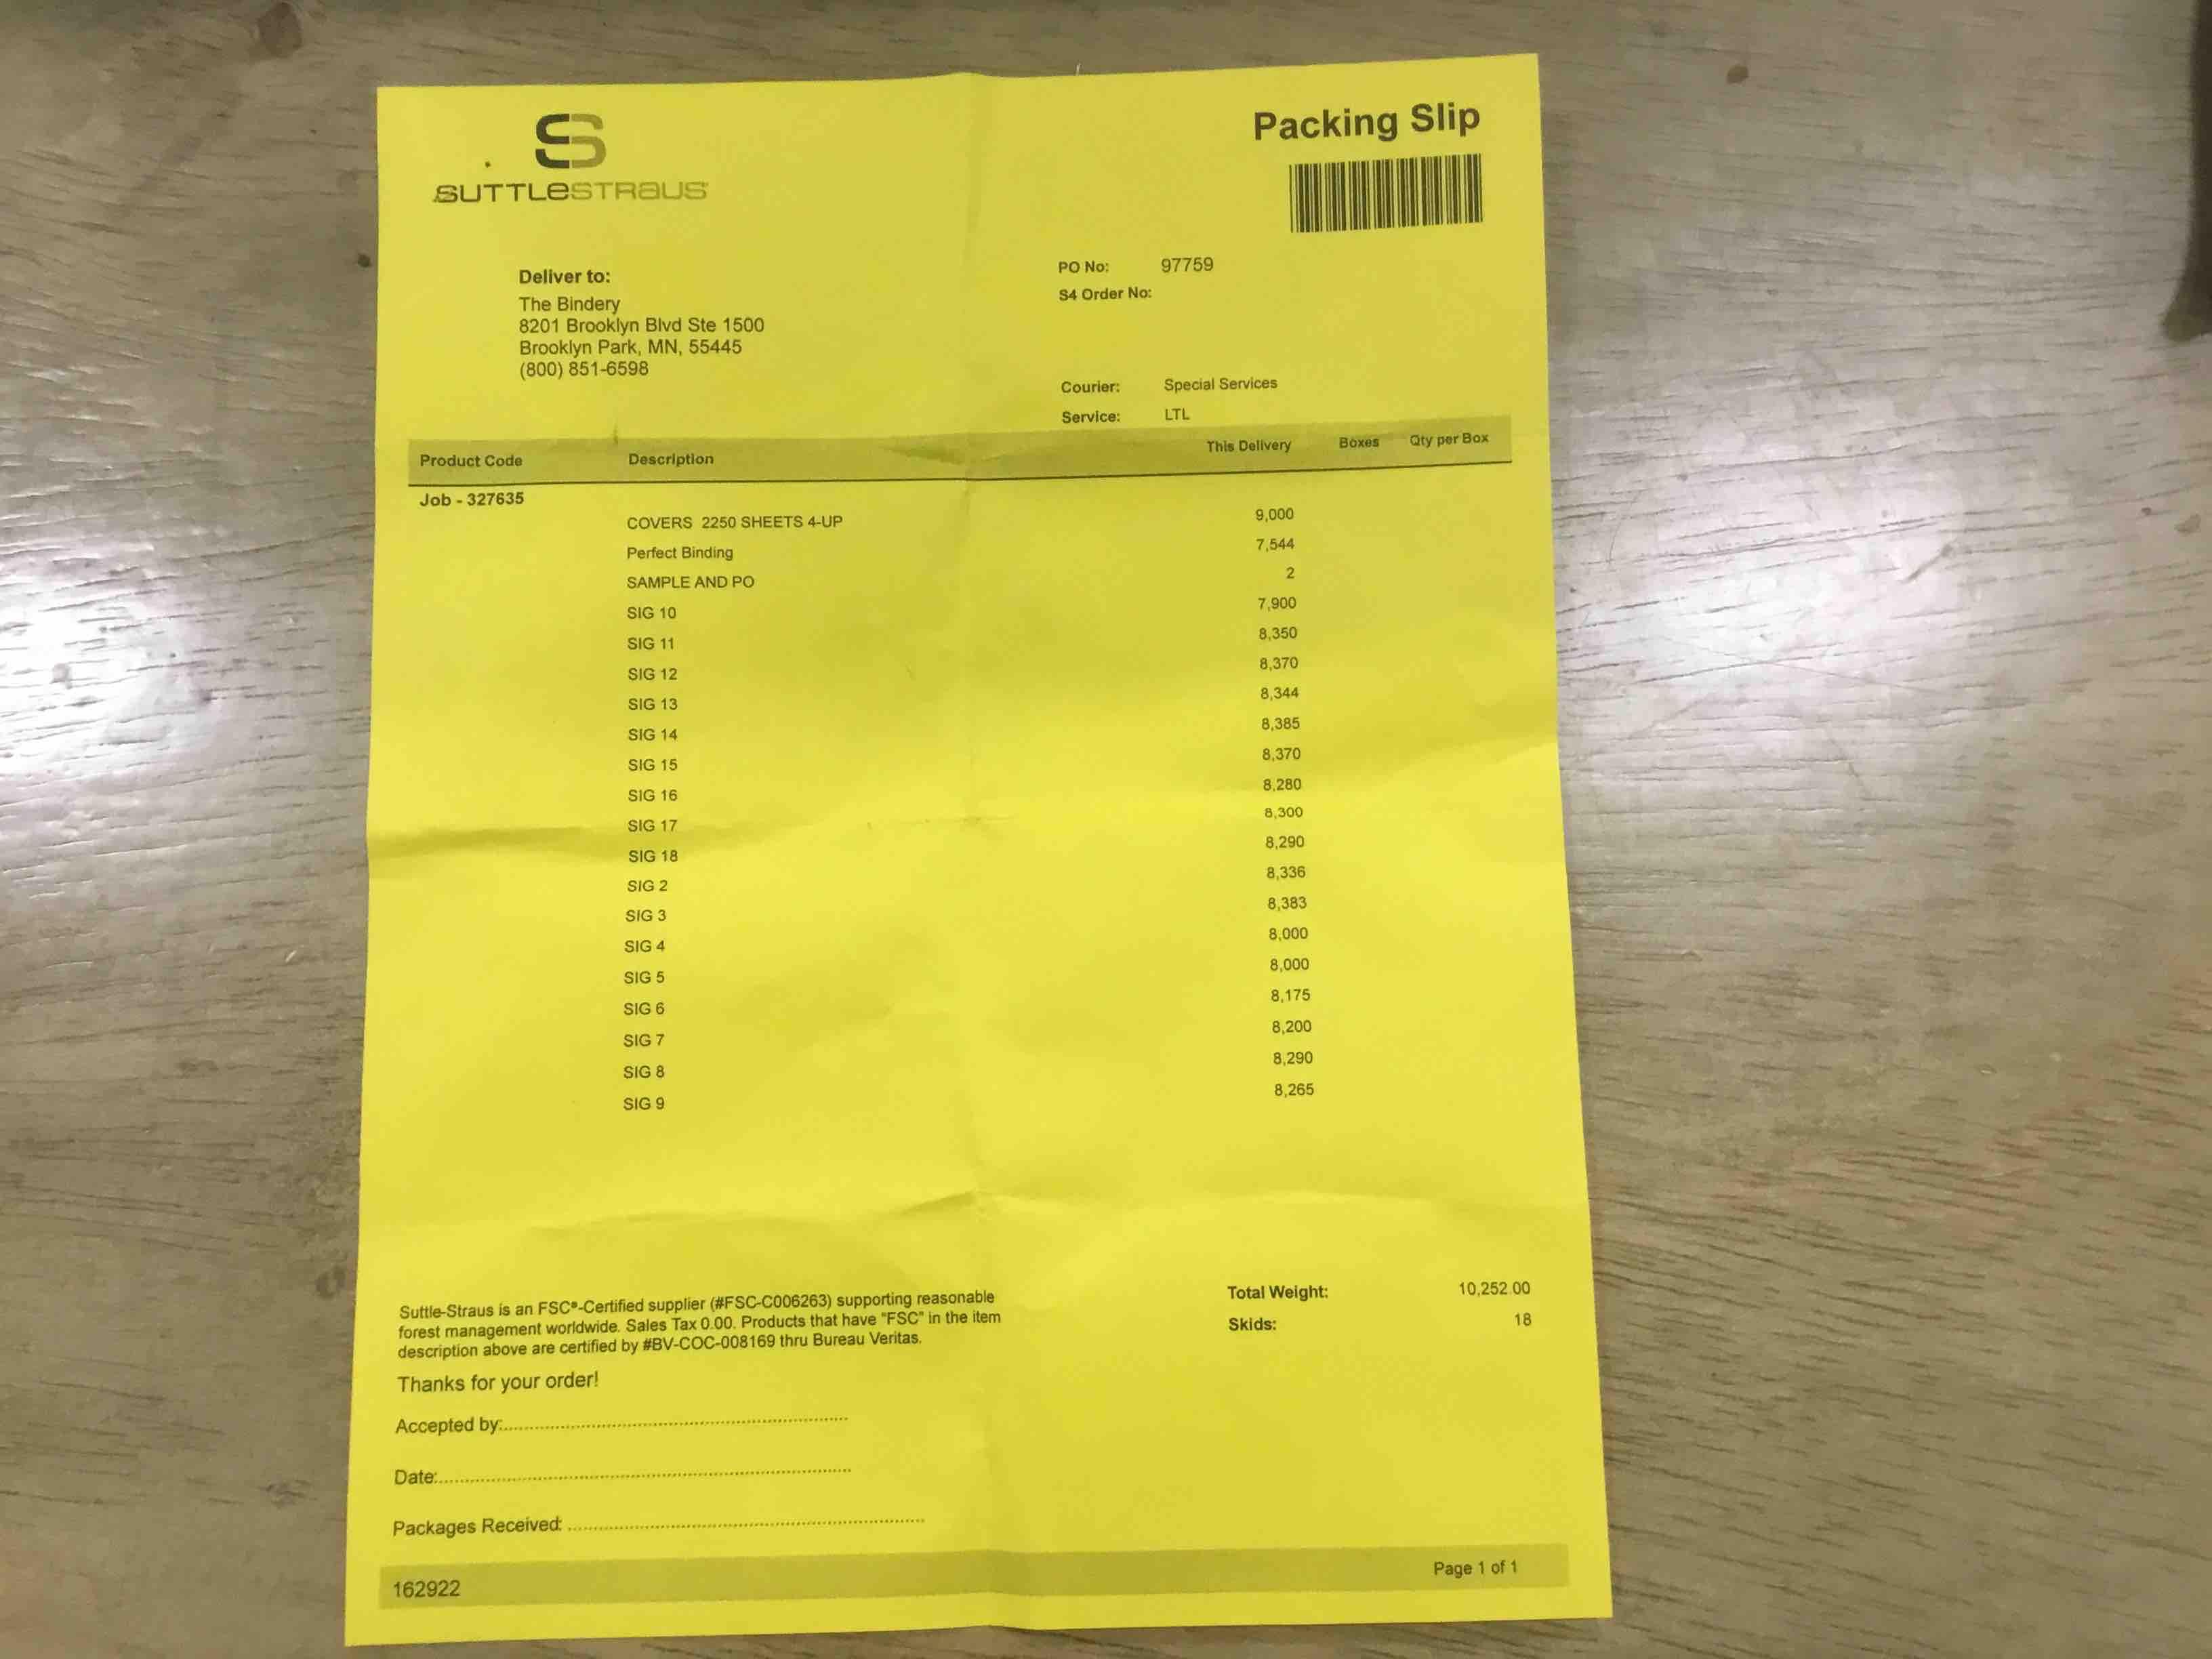 SUTTLESTRAUS
Packing Slip
Deliver to:
The Bindery
8201 Brooklyn Blvd Ste 1500
Brooklyn Park, MN, 55445
(800) 851-6598
PO No: 97759
S4 Order No:
Courier: Special Services
Service: LTL
Product Code Description This Delivery Boxes Qty per Box
Job - 327635
COVERS 2250 SHEETS 4-UP 9,000
Perfect Binding 7,544
SAMPLE AND PO 2
SIG 10 7,900
SIG 11 8,350
SIG 12 8,370
SIG 13 8,344
SIG 14 8,385
SIG 15 8,370
SIG 16 8,280
SIG 17 8,300
SIG 18 8,290
SIG 2 8,336
SIG 3 8,383
SIG 4 8,000
SIG 5 8,000
SIG 6 8,175
SIG 7 8,200
SIG 8 8,290
SIG 9 8,265
Suttle-Straus is an FSC®-Certified supplier (#FSC-C006263) supporting reasonable
forest management worldwide. Sales Tax 0.00. Products that have "FSC" in the item
description above are certified by #BV-COC-008169 thru Bureau Veritas.
Total Weight: 10,252.00
Skids: 18
Thanks for your order!
Accepted by:
Date:
Packages Received:
162922
Page 1 of 1